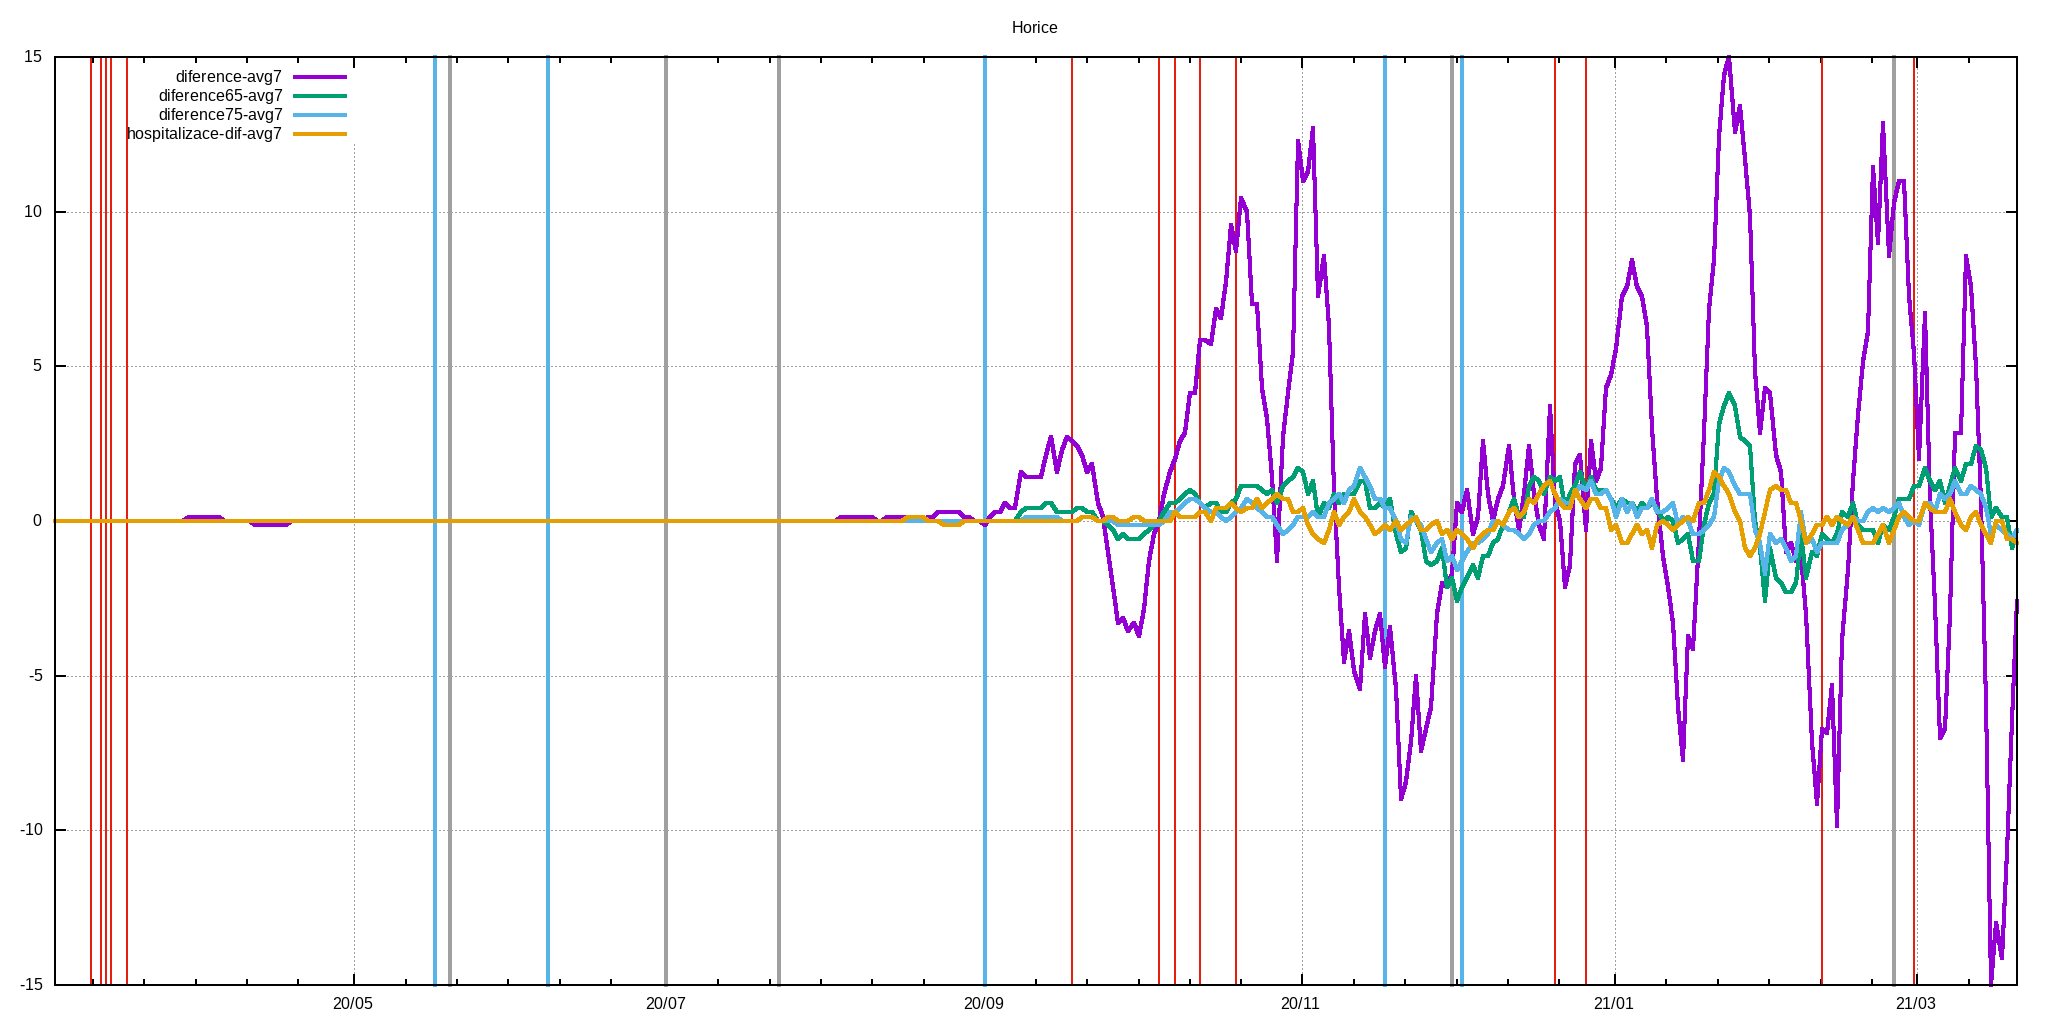 Horice
diference-avg7
diference65-avg7
diference75-avg7
hospitalizace-dif-avg7
15
10
5
0
-5
-10
-15
20/05 20/07 20/09 20/11 21/01 21/03